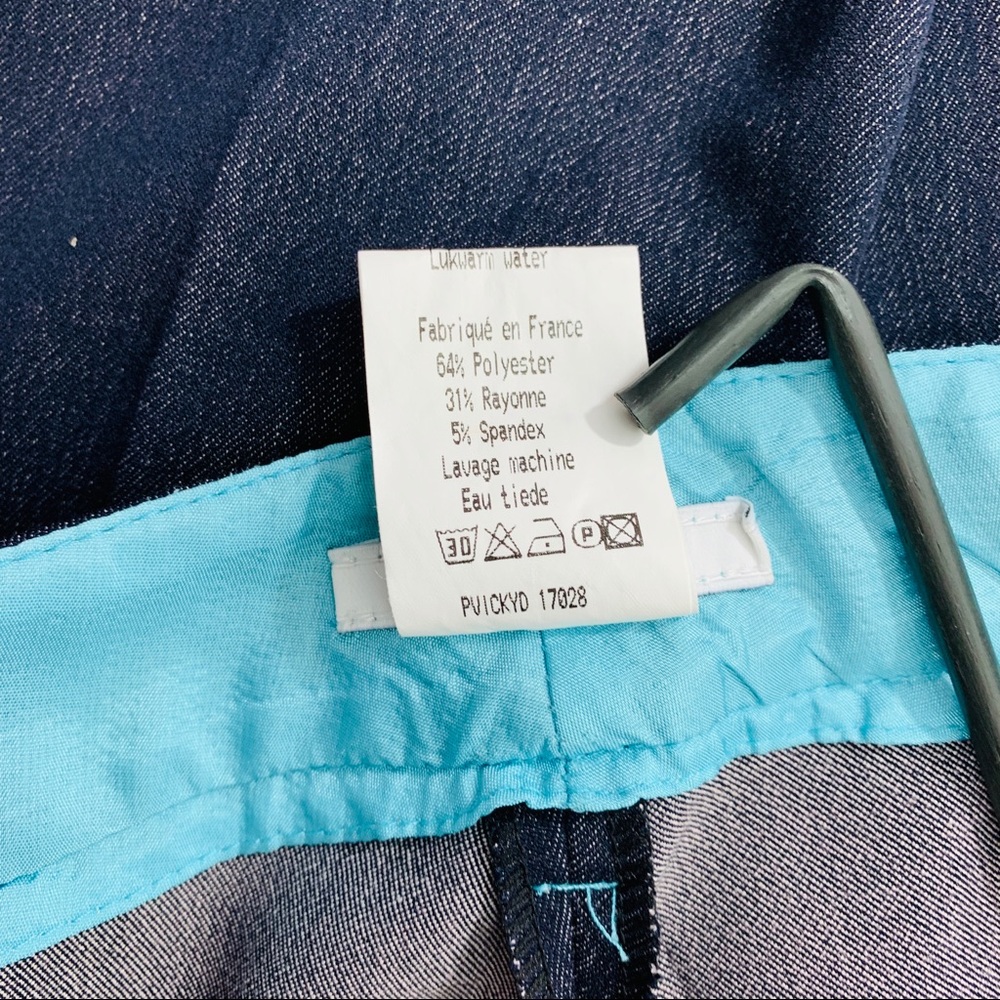 Lukwarm water
Fabriqué en France
64% Polyester
31% Rayonne
5% Spandex
Lavage machine
Eau tiede
30 P
PVICKYD 17028